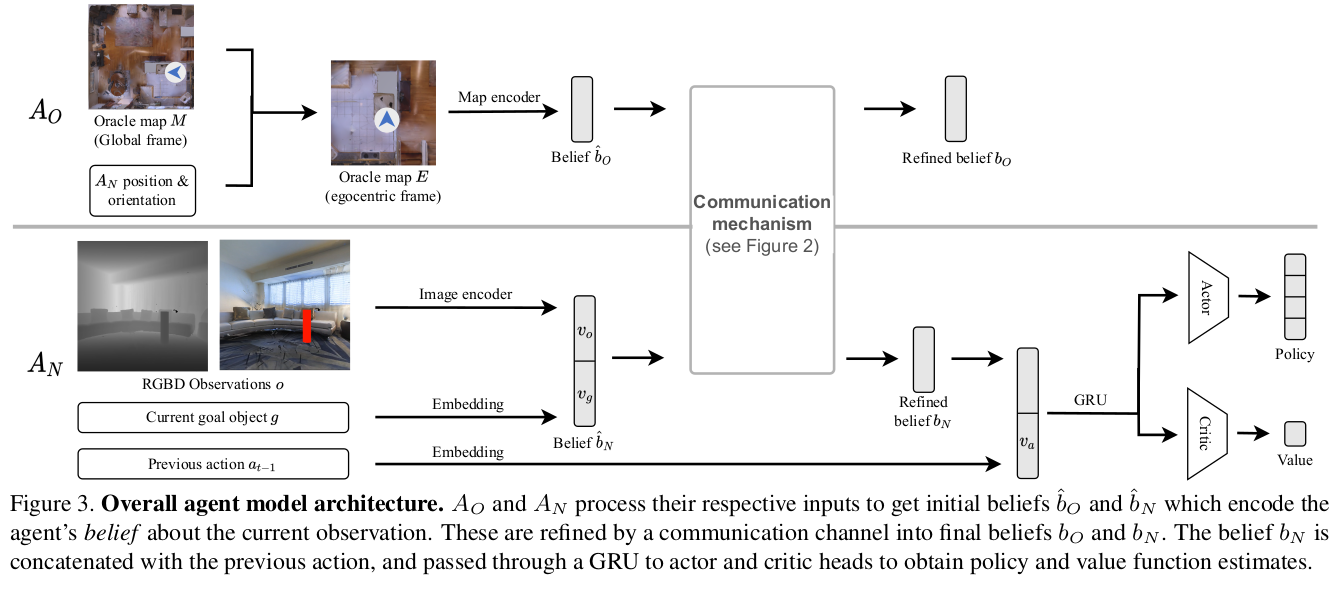 A_O
Oracle map M
(Global frame)
A_N position &
orientation
Oracle map E
(egocentric frame)
Map encoder
Belief b̂_O
Refined belief b_O
Communication
mechanism
(see Figure 2)
A_N
RGBD Observations o
Current goal object g
Previous action a_{t−1}
Image encoder
Embedding
Embedding
v_o
v_g
Belief b̂_N
Refined
belief b_N
v_a
GRU
Actor
Policy
Critic
Value
Figure 3. Overall agent model architecture. A_O and A_N process their respective inputs to get initial beliefs b̂_O and b̂_N which encode the
agent's belief about the current observation. These are refined by a communication channel into final beliefs b_O and b_N. The belief b_N is
concatenated with the previous action, and passed through a GRU to actor and critic heads to obtain policy and value function estimates.